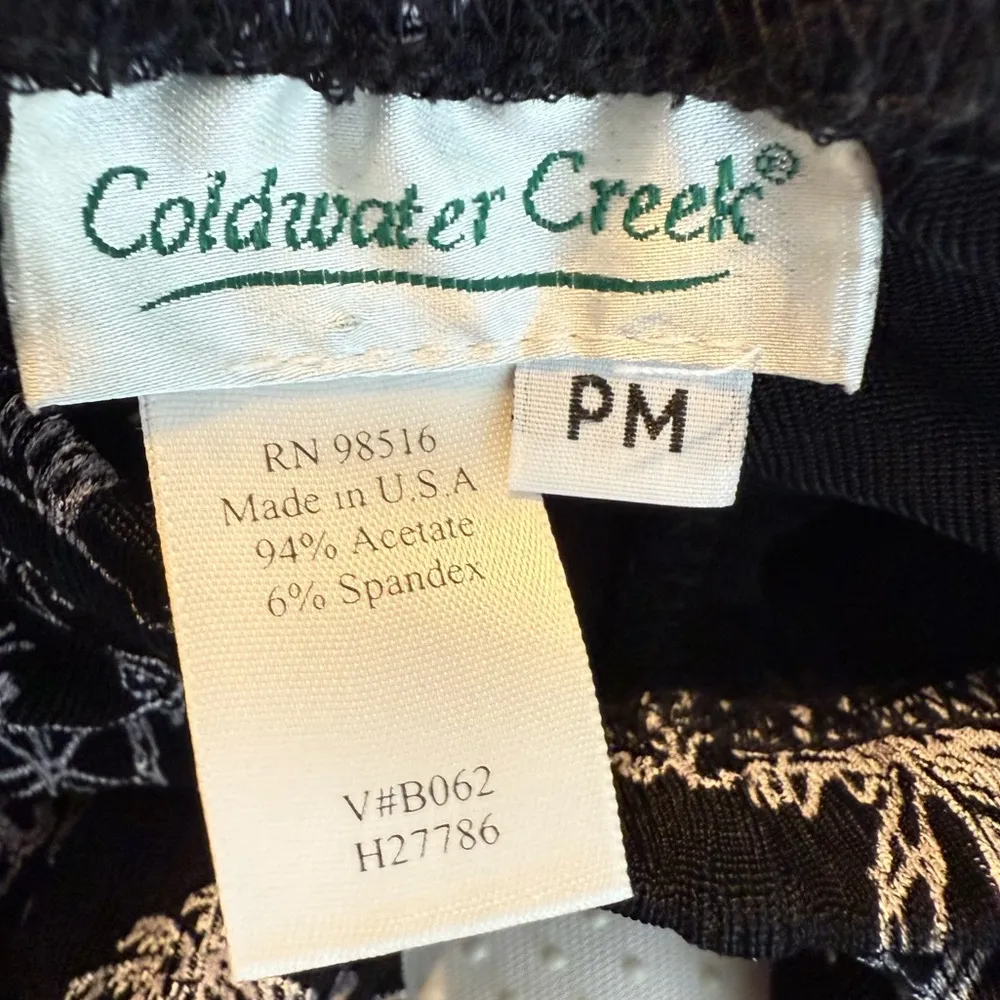 Coldwater Creek®
PM
RN 98516
Made in U.S.A
94% Acetate
6% Spandex
V#B062
H27786